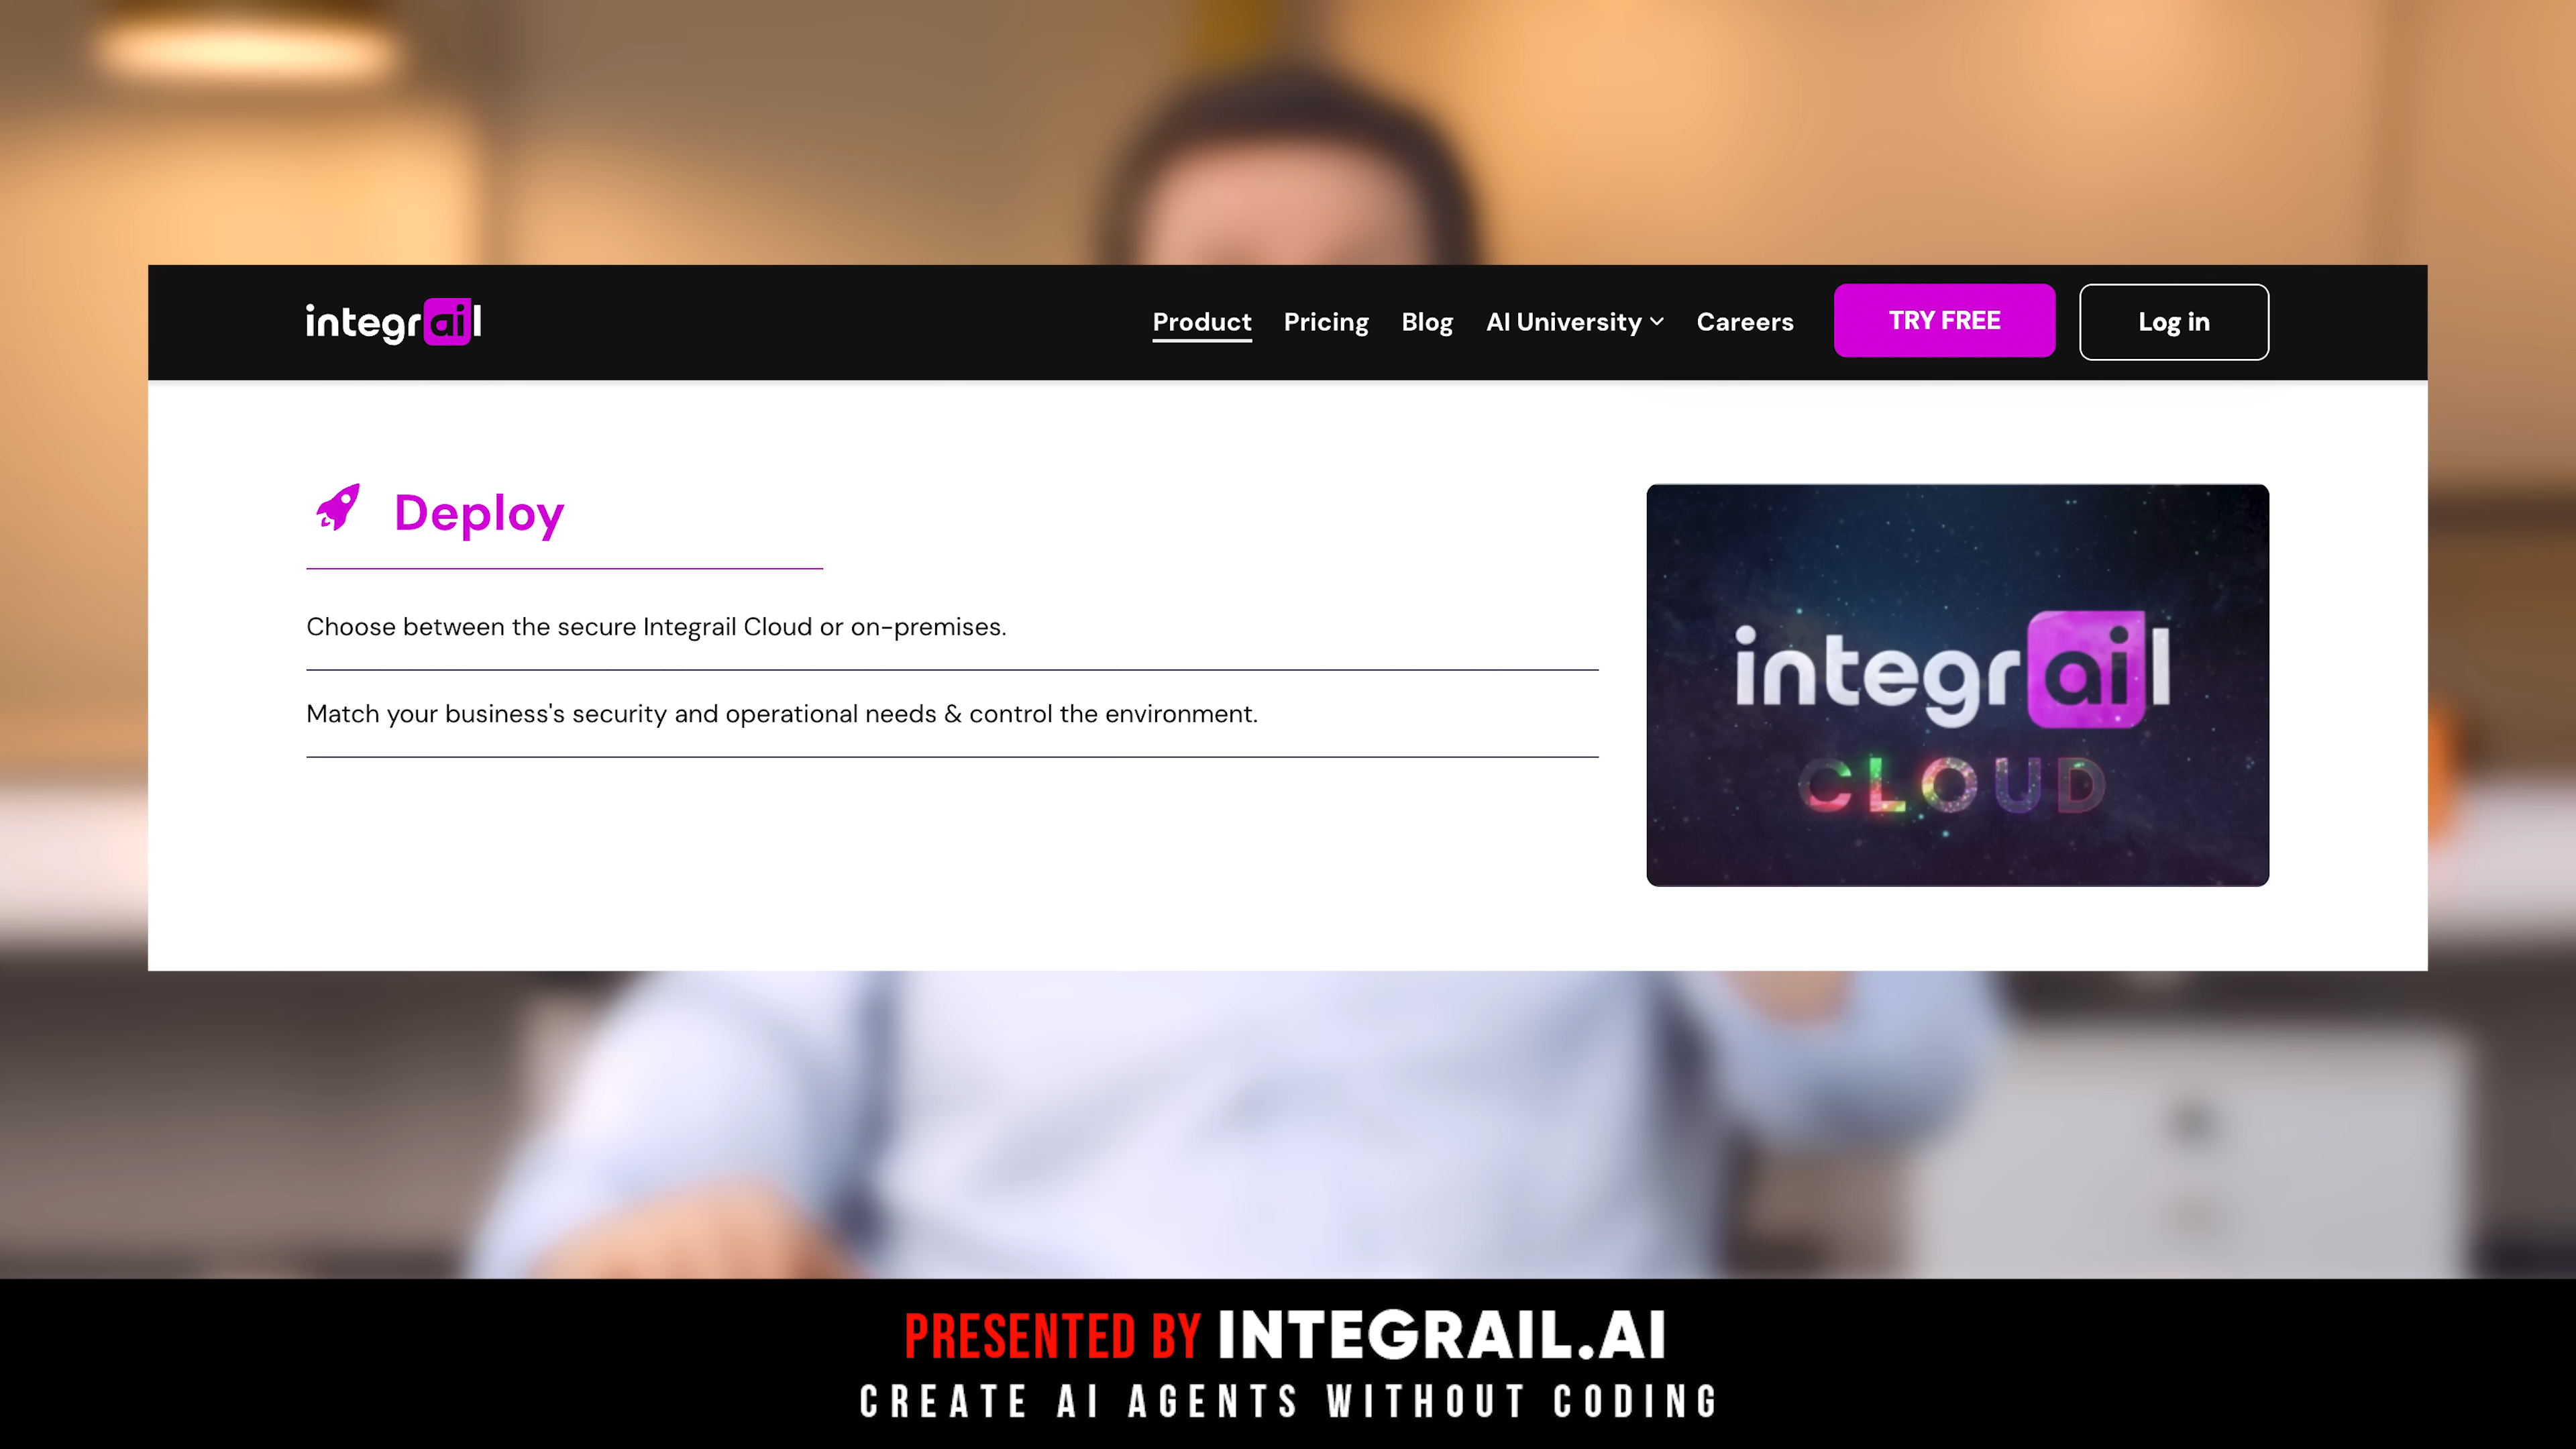 integrail
Product Pricing Blog AI University Careers TRY FREE Log in
Deploy
Choose between the secure Integrail Cloud or on-premises.
Match your business's security and operational needs & control the environment.
integrail
CLOUD
PRESENTED BY INTEGRAIL.AI
CREATE AI AGENTS WITHOUT CODING